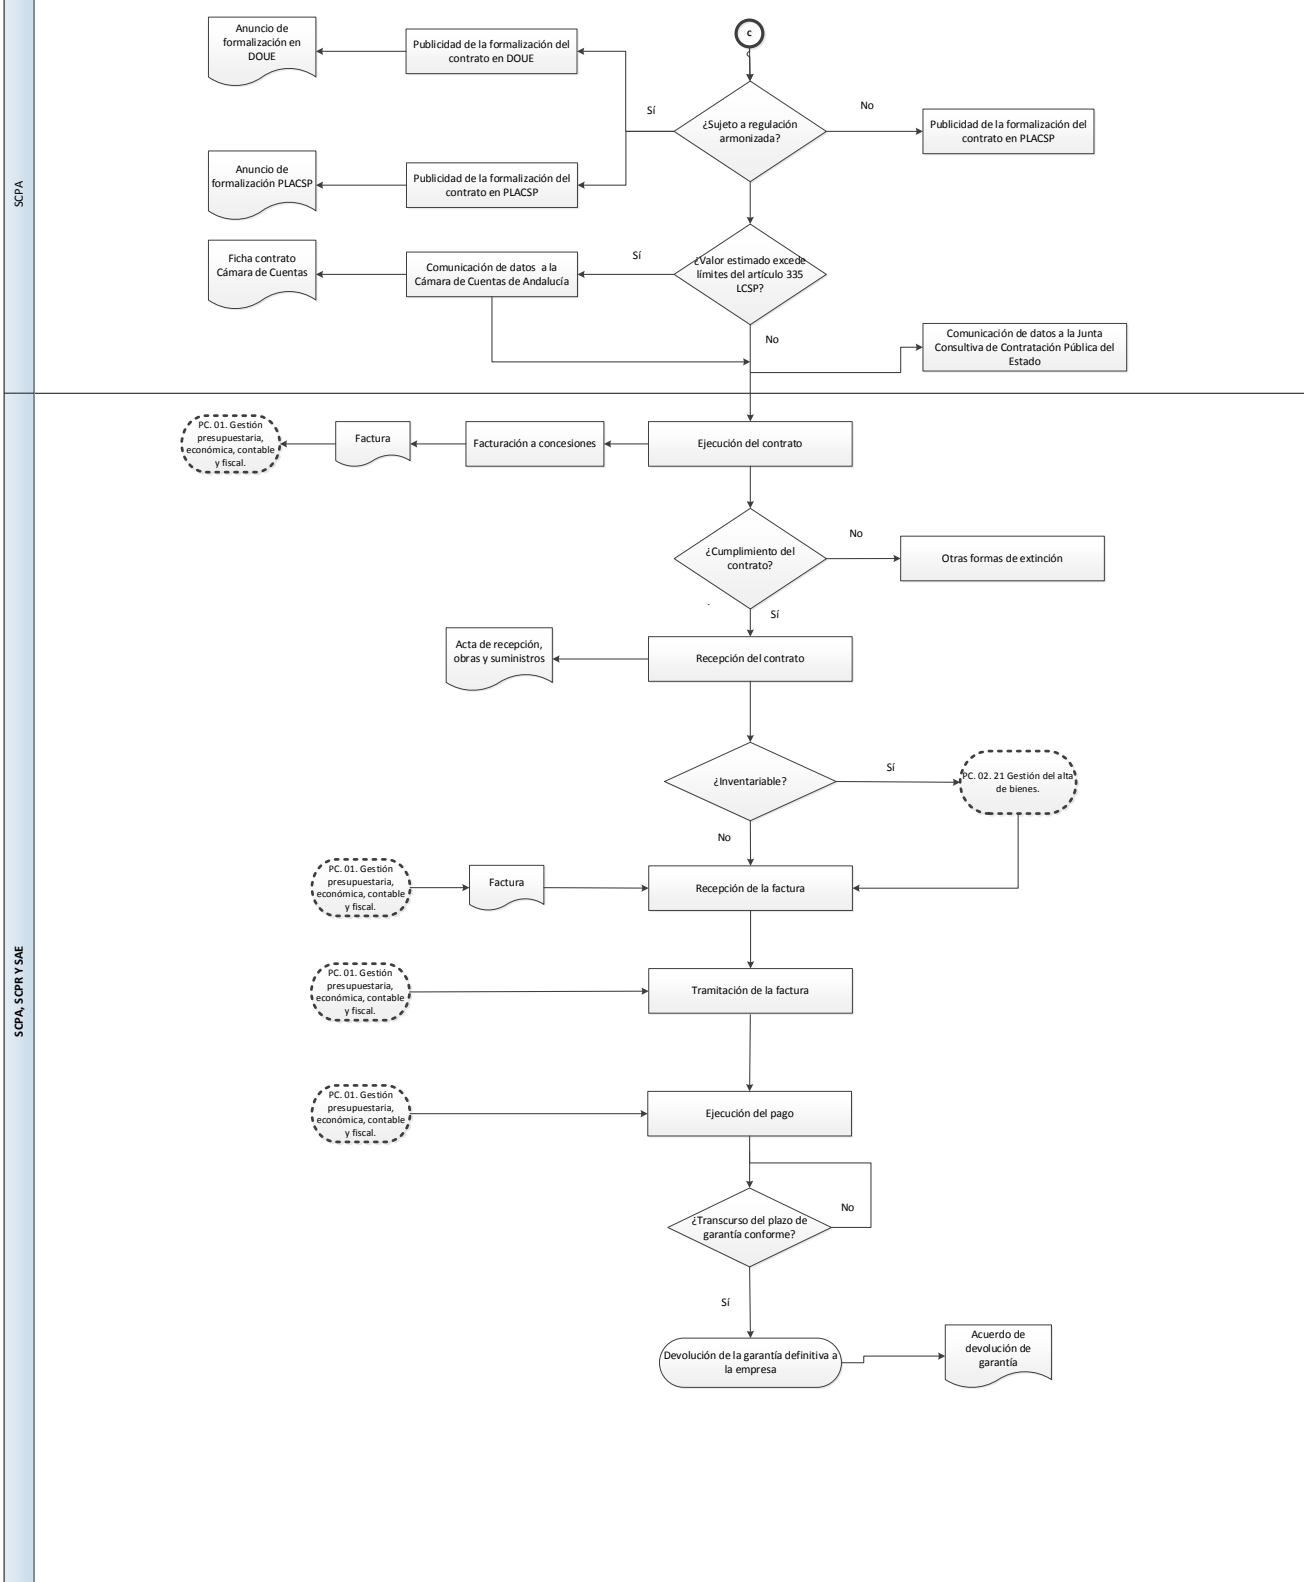 SCPA
c
Anuncio de
formalización en
DOUE
Publicidad de la formalización del
contrato en DOUE
Sí
¿Sujeto a regulación
armonizada?
No
Publicidad de la formalización del
contrato en PLACSP
Anuncio de
formalización PLACSP
Publicidad de la formalización del
contrato en PLACSP
Ficha contrato
Cámara de Cuentas
Comunicación de datos a la
Cámara de Cuentas de Andalucía
Sí
¿Valor estimado excede
límites del artículo 335
LCSP?
No
Comunicación de datos a la Junta
Consultiva de Contratación Pública del
Estado
SCPA, SCPR Y SAE
PC. 01. Gestión
presupuestaria,
económica, contable
y fiscal.
Factura
Facturación a concesiones
Ejecución del contrato
¿Cumplimiento del
contrato?
No
Otras formas de extinción
Sí
Acta de recepción,
obras y suministros
Recepción del contrato
¿Inventariable?
Sí
PC. 02. 21 Gestión del alta
de bienes.
No
PC. 01. Gestión
presupuestaria,
económica, contable
y fiscal.
Factura
Recepción de la factura
PC. 01. Gestión
presupuestaria,
económica, contable
y fiscal.
Tramitación de la factura
PC. 01. Gestión
presupuestaria,
económica, contable
y fiscal.
Ejecución del pago
¿Transcurso del plazo de
garantía conforme?
No
Sí
Devolución de la garantía definitiva a
la empresa
Acuerdo de
devolución de
garantía